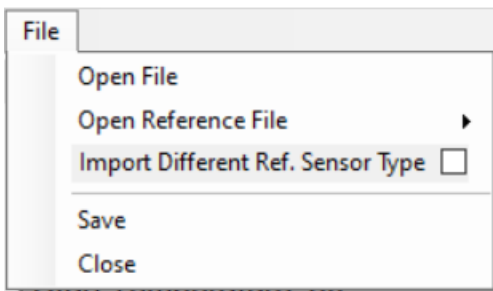 File
Open File
Open Reference File
Import Different Ref. Sensor Type
Save
Close